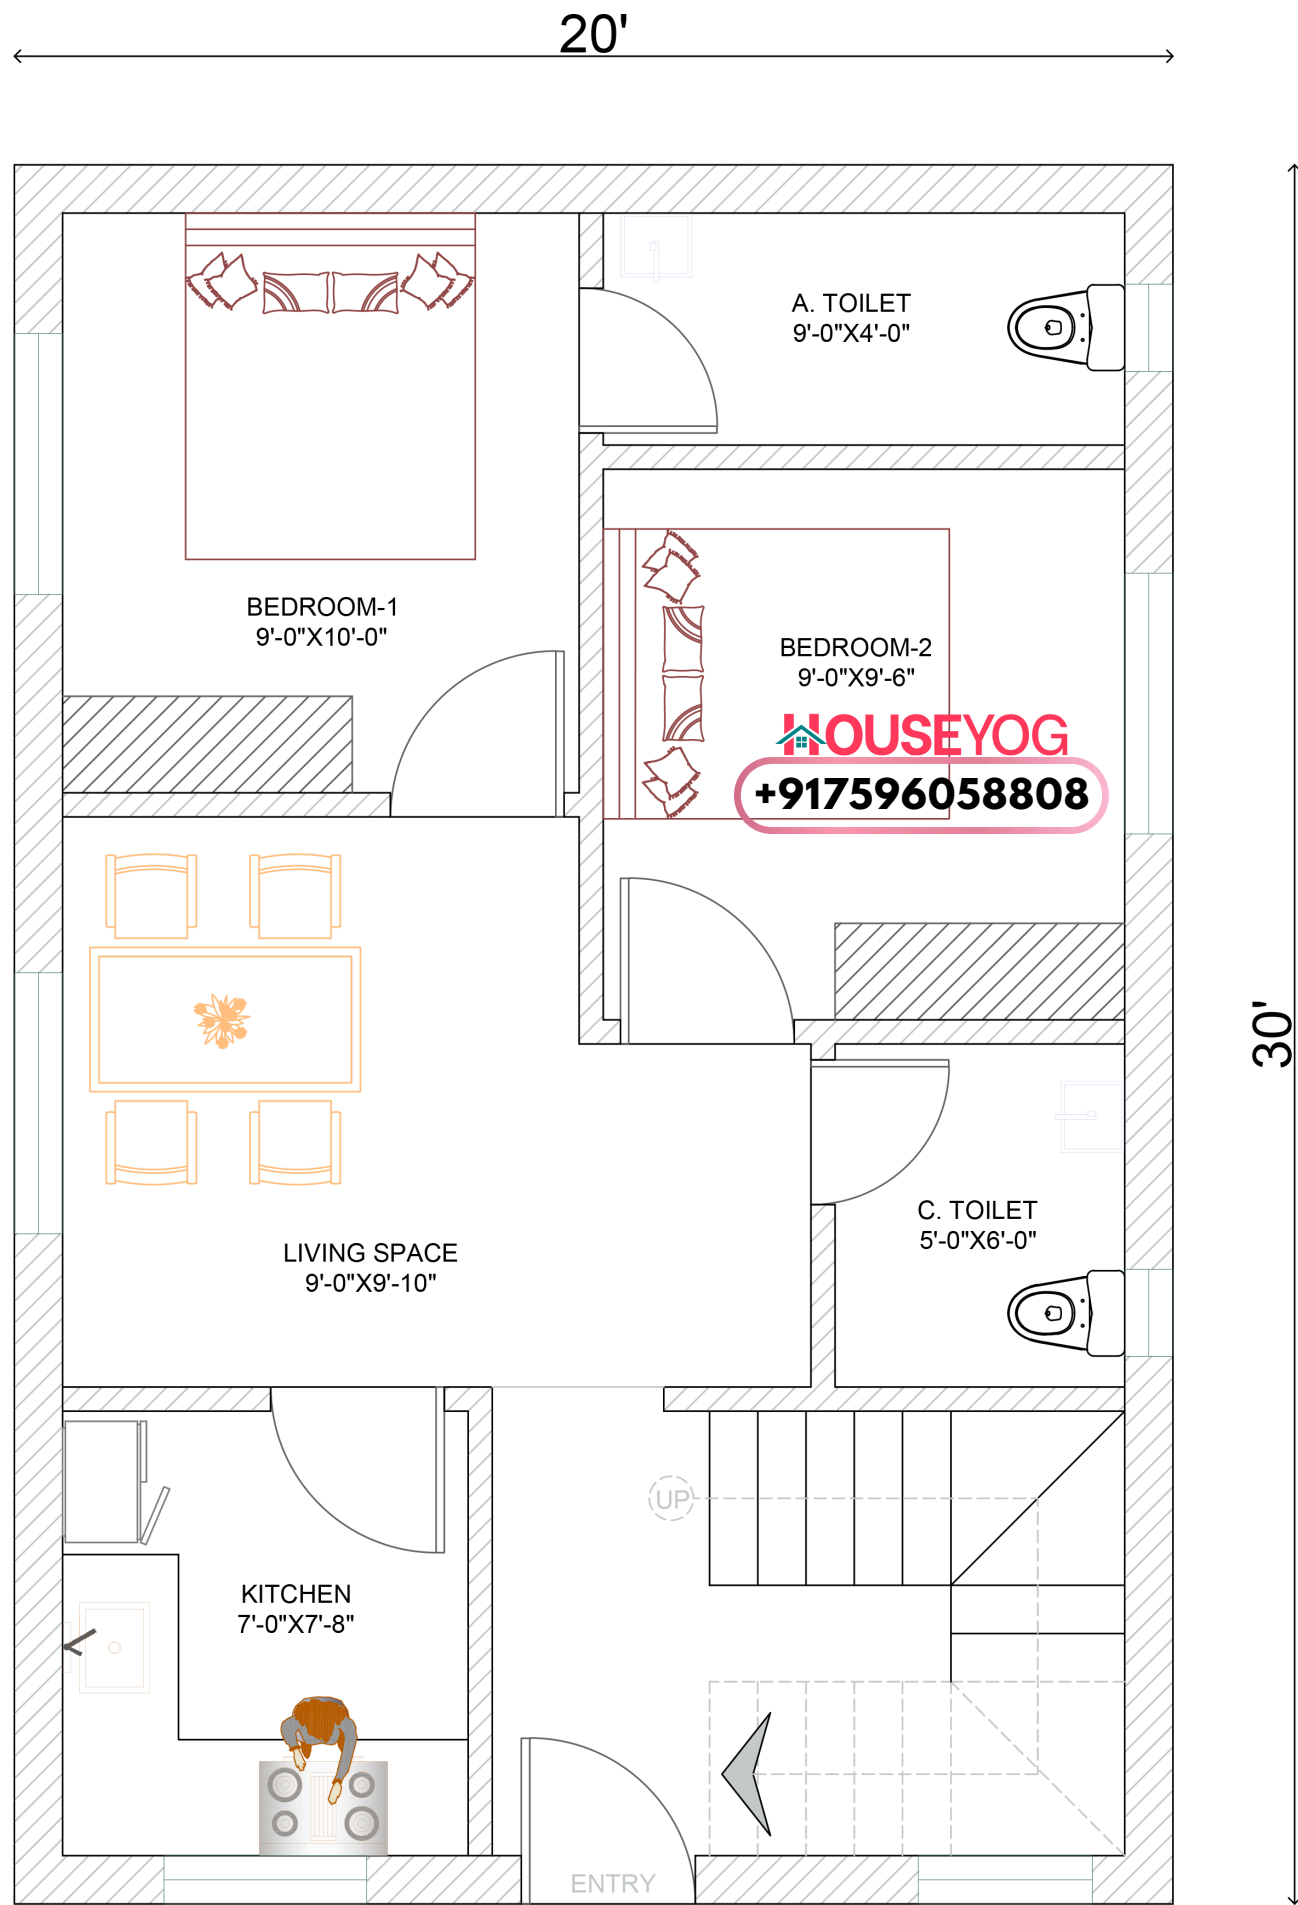 20'
A. TOILET
9'-0"X4'-0"
BEDROOM-1
9'-0"X10'-0"
BEDROOM-2
9'-0"X9'-6"
HOUSEYOG
+917596058808
30'
C. TOILET
5'-0"X6'-0"
LIVING SPACE
9'-0"X9'-10"
UP
KITCHEN
7'-0"X7'-8"
ENTRY